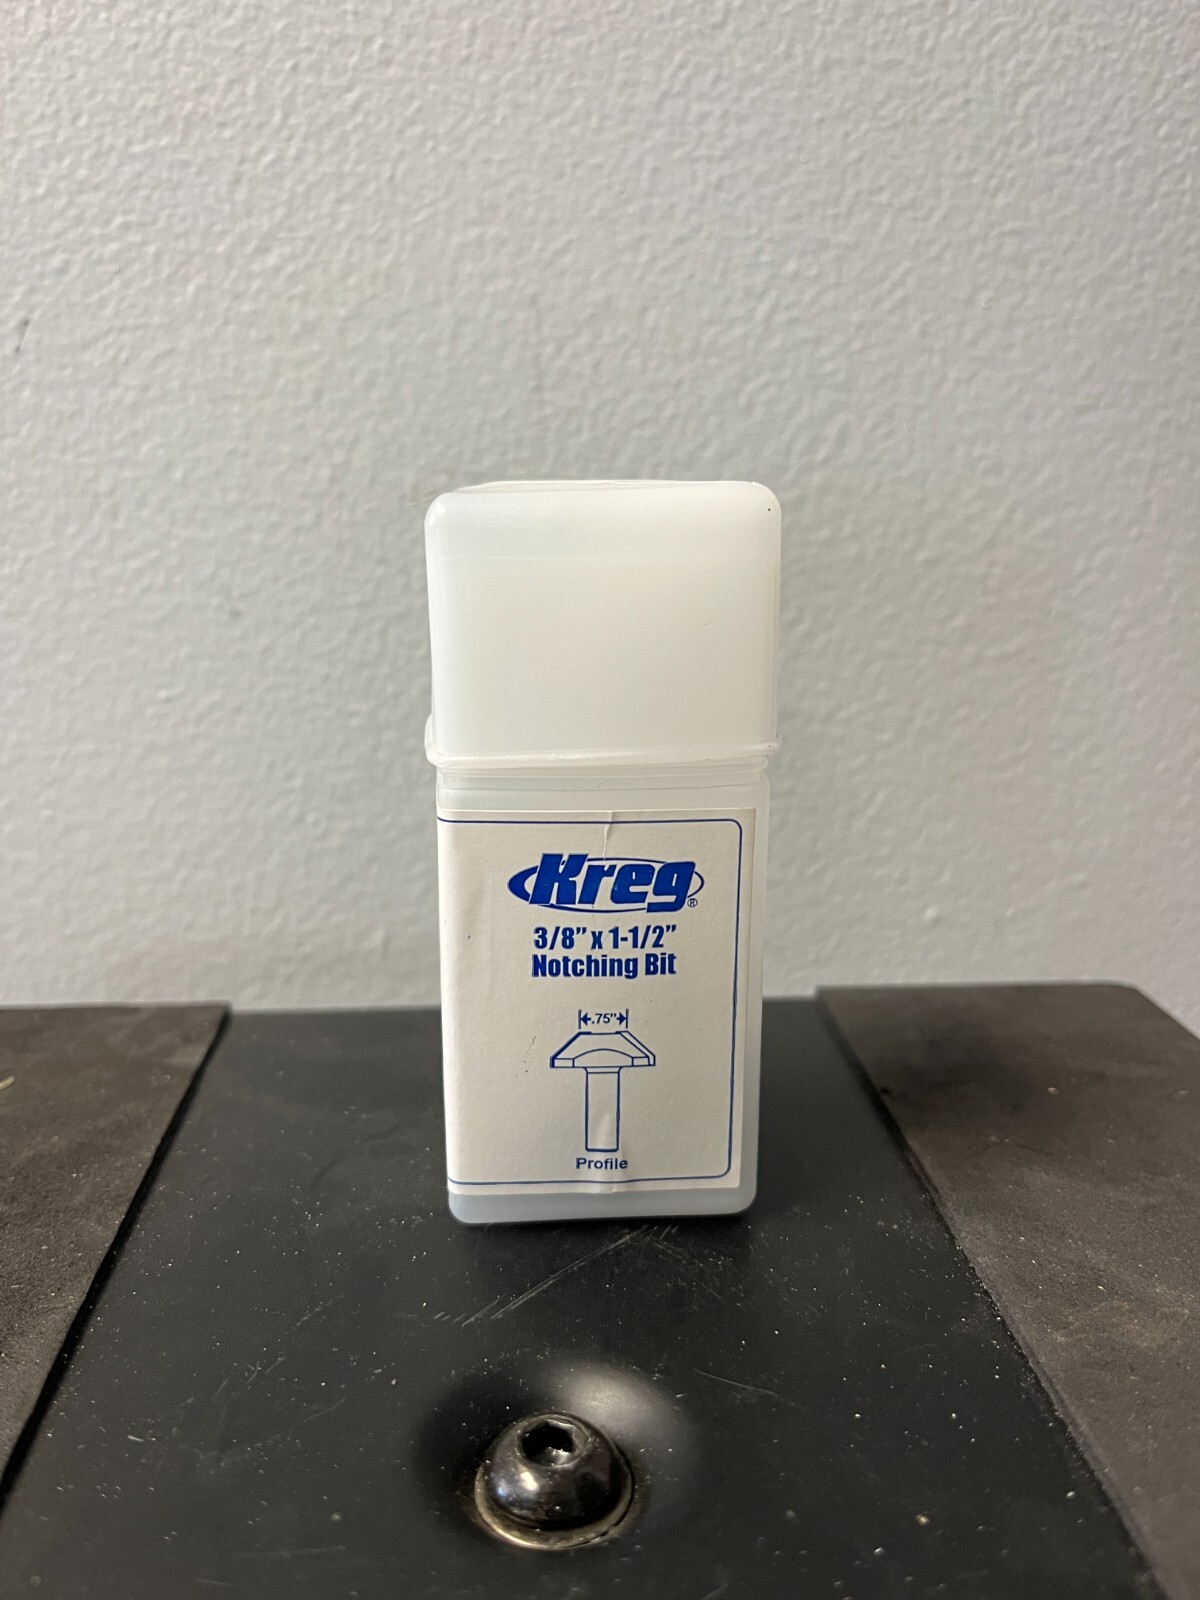 Kreg®
3/8” x 1-1/2”
Notching Bit
.75"
Profile